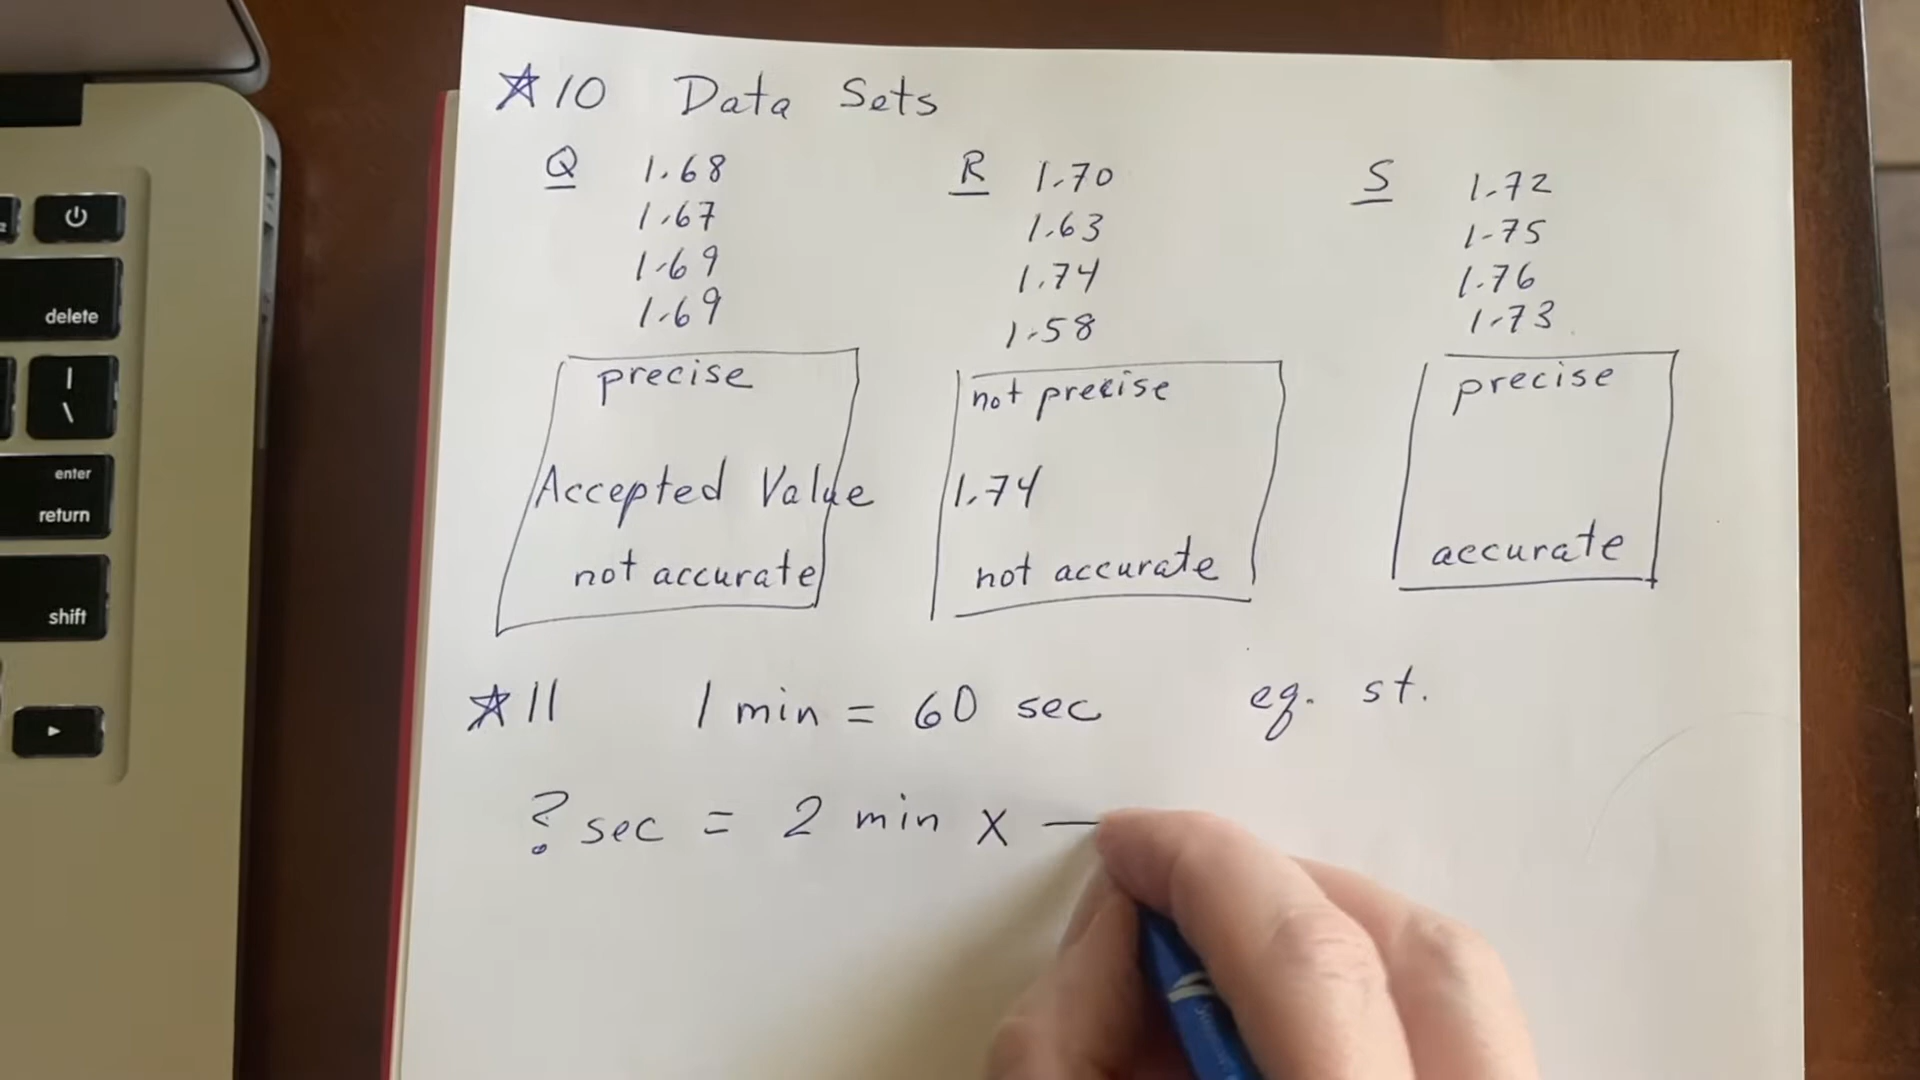 ☆10 Data Sets
Q 1.68 R 1.70 S 1.72
1.67 1.63 1.75
1.69 1.74 1.76
1.69 1.58 1.73
precise not precise precise
Accepted Value 1.74
not accurate not accurate accurate
☆11 1 min = 60 sec eq. st.
? sec = 2 min x
delete
|
\
enter
return
shift